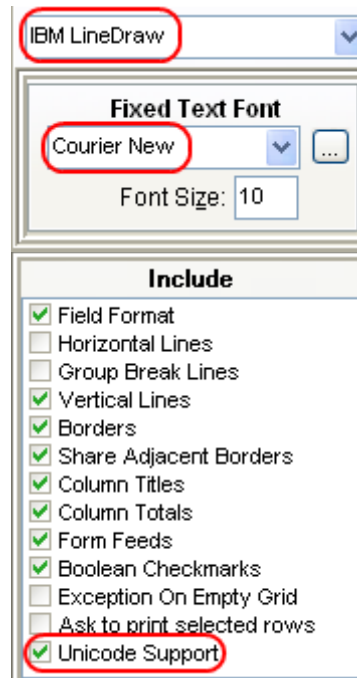 IBM LineDraw
Fixed Text Font
Courier New
...
Font Size: 10
Include
Field Format
Horizontal Lines
Group Break Lines
Vertical Lines
Borders
Share Adjacent Borders
Column Titles
Column Totals
Form Feeds
Boolean Checkmarks
Exception On Empty Grid
Ask to print selected rows
Unicode Support